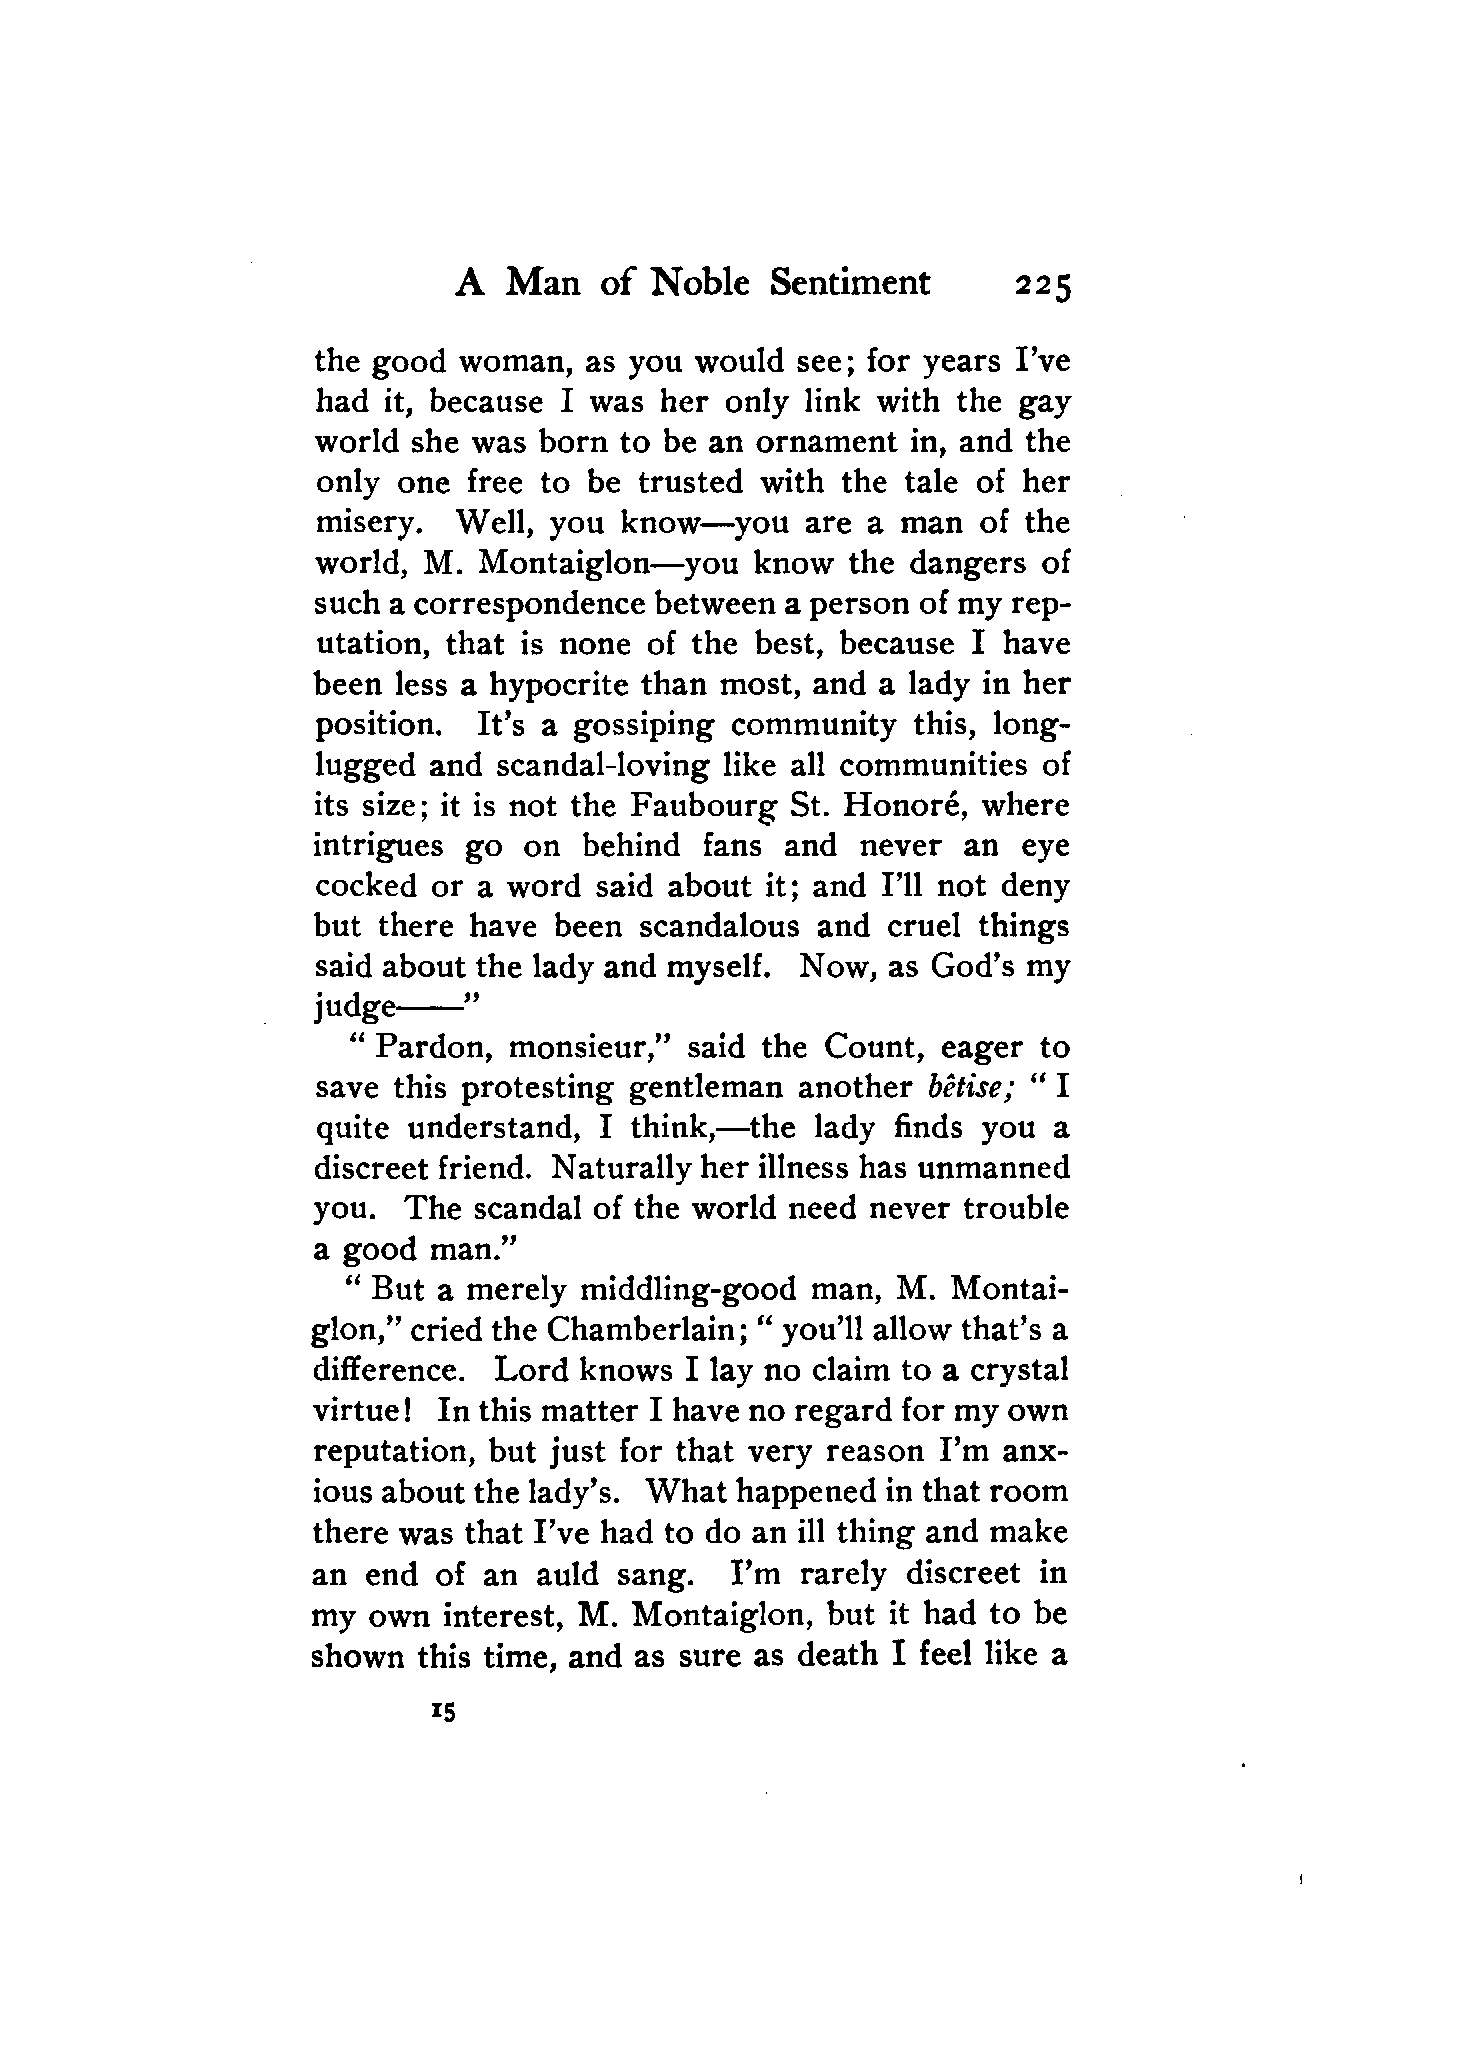 A Man of Noble Sentiment 225
the good woman, as you would see; for years I've
had it, because I was her only link with the gay
world she was born to be an ornament in, and the
only one free to be trusted with the tale of her
misery. Well, you know—you are a man of the
world, M. Montaiglon—you know the dangers of
such a correspondence between a person of my rep-
utation, that is none of the best, because I have
been less a hypocrite than most, and a lady in her
position. It's a gossiping community this, long-
lugged and scandal-loving like all communities of
its size; it is not the Faubourg St. Honoré, where
intrigues go on behind fans and never an eye
cocked or a word said about it; and I'll not deny
but there have been scandalous and cruel things
said about the lady and myself. Now, as God's my
judge——"
"Pardon, monsieur," said the Count, eager to
save this protesting gentleman another bêtise; "I
quite understand, I think,—the lady finds you a
discreet friend. Naturally her illness has unmanned
you. The scandal of the world need never trouble
a good man."
"But a merely middling-good man, M. Montai-
glon," cried the Chamberlain; "you'll allow that's a
difference. Lord knows I lay no claim to a crystal
virtue! In this matter I have no regard for my own
reputation, but just for that very reason I'm anx-
ious about the lady's. What happened in that room
there was that I've had to do an ill thing and make
an end of an auld sang. I'm rarely discreet in
my own interest, M. Montaiglon, but it had to be
shown this time, and as sure as death I feel like a
15